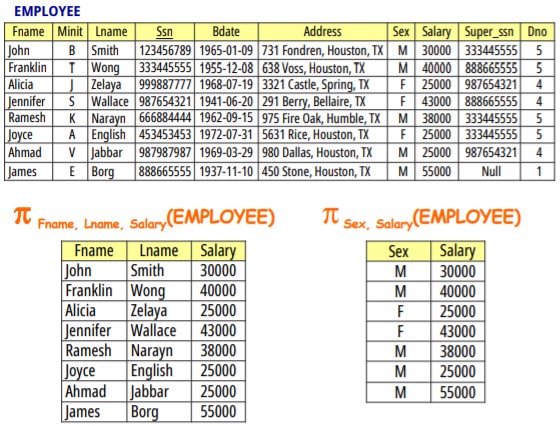 EMPLOYEE
Fname Minit Lname Ssn Bdate Address Sex Salary Super_ssn Dno
John B Smith 123456789 1965-01-09 731 Fondren, Houston, TX M 30000 333445555 5
Franklin T Wong 333445555 1955-12-08 638 Voss, Houston, TX M 40000 888665555 5
Alicia J Zelaya 999887777 1968-07-19 3321 Castle, Spring, TX F 25000 987654321 4
Jennifer S Wallace 987654321 1941-06-20 291 Berry, Bellaire, TX F 43000 888665555 4
Ramesh K Narayn 666884444 1962-09-15 975 Fire Oak, Humble, TX M 38000 333445555 5
Joyce A English 453453453 1972-07-31 5631 Rice, Houston, TX F 25000 333445555 5
Ahmad V Jabbar 987987987 1969-03-29 980 Dallas, Houston, TX M 25000 987654321 4
James E Borg 888665555 1937-11-10 450 Stone, Houston, TX M 55000 Null 1
π Fname, Lname, Salary(EMPLOYEE)
Fname Lname Salary
John Smith 30000
Franklin Wong 40000
Alicia Zelaya 25000
Jennifer Wallace 43000
Ramesh Narayn 38000
Joyce English 25000
Ahmad Jabbar 25000
James Borg 55000
π Sex, Salary(EMPLOYEE)
Sex Salary
M 30000
M 40000
F 25000
F 43000
M 38000
M 25000
M 55000